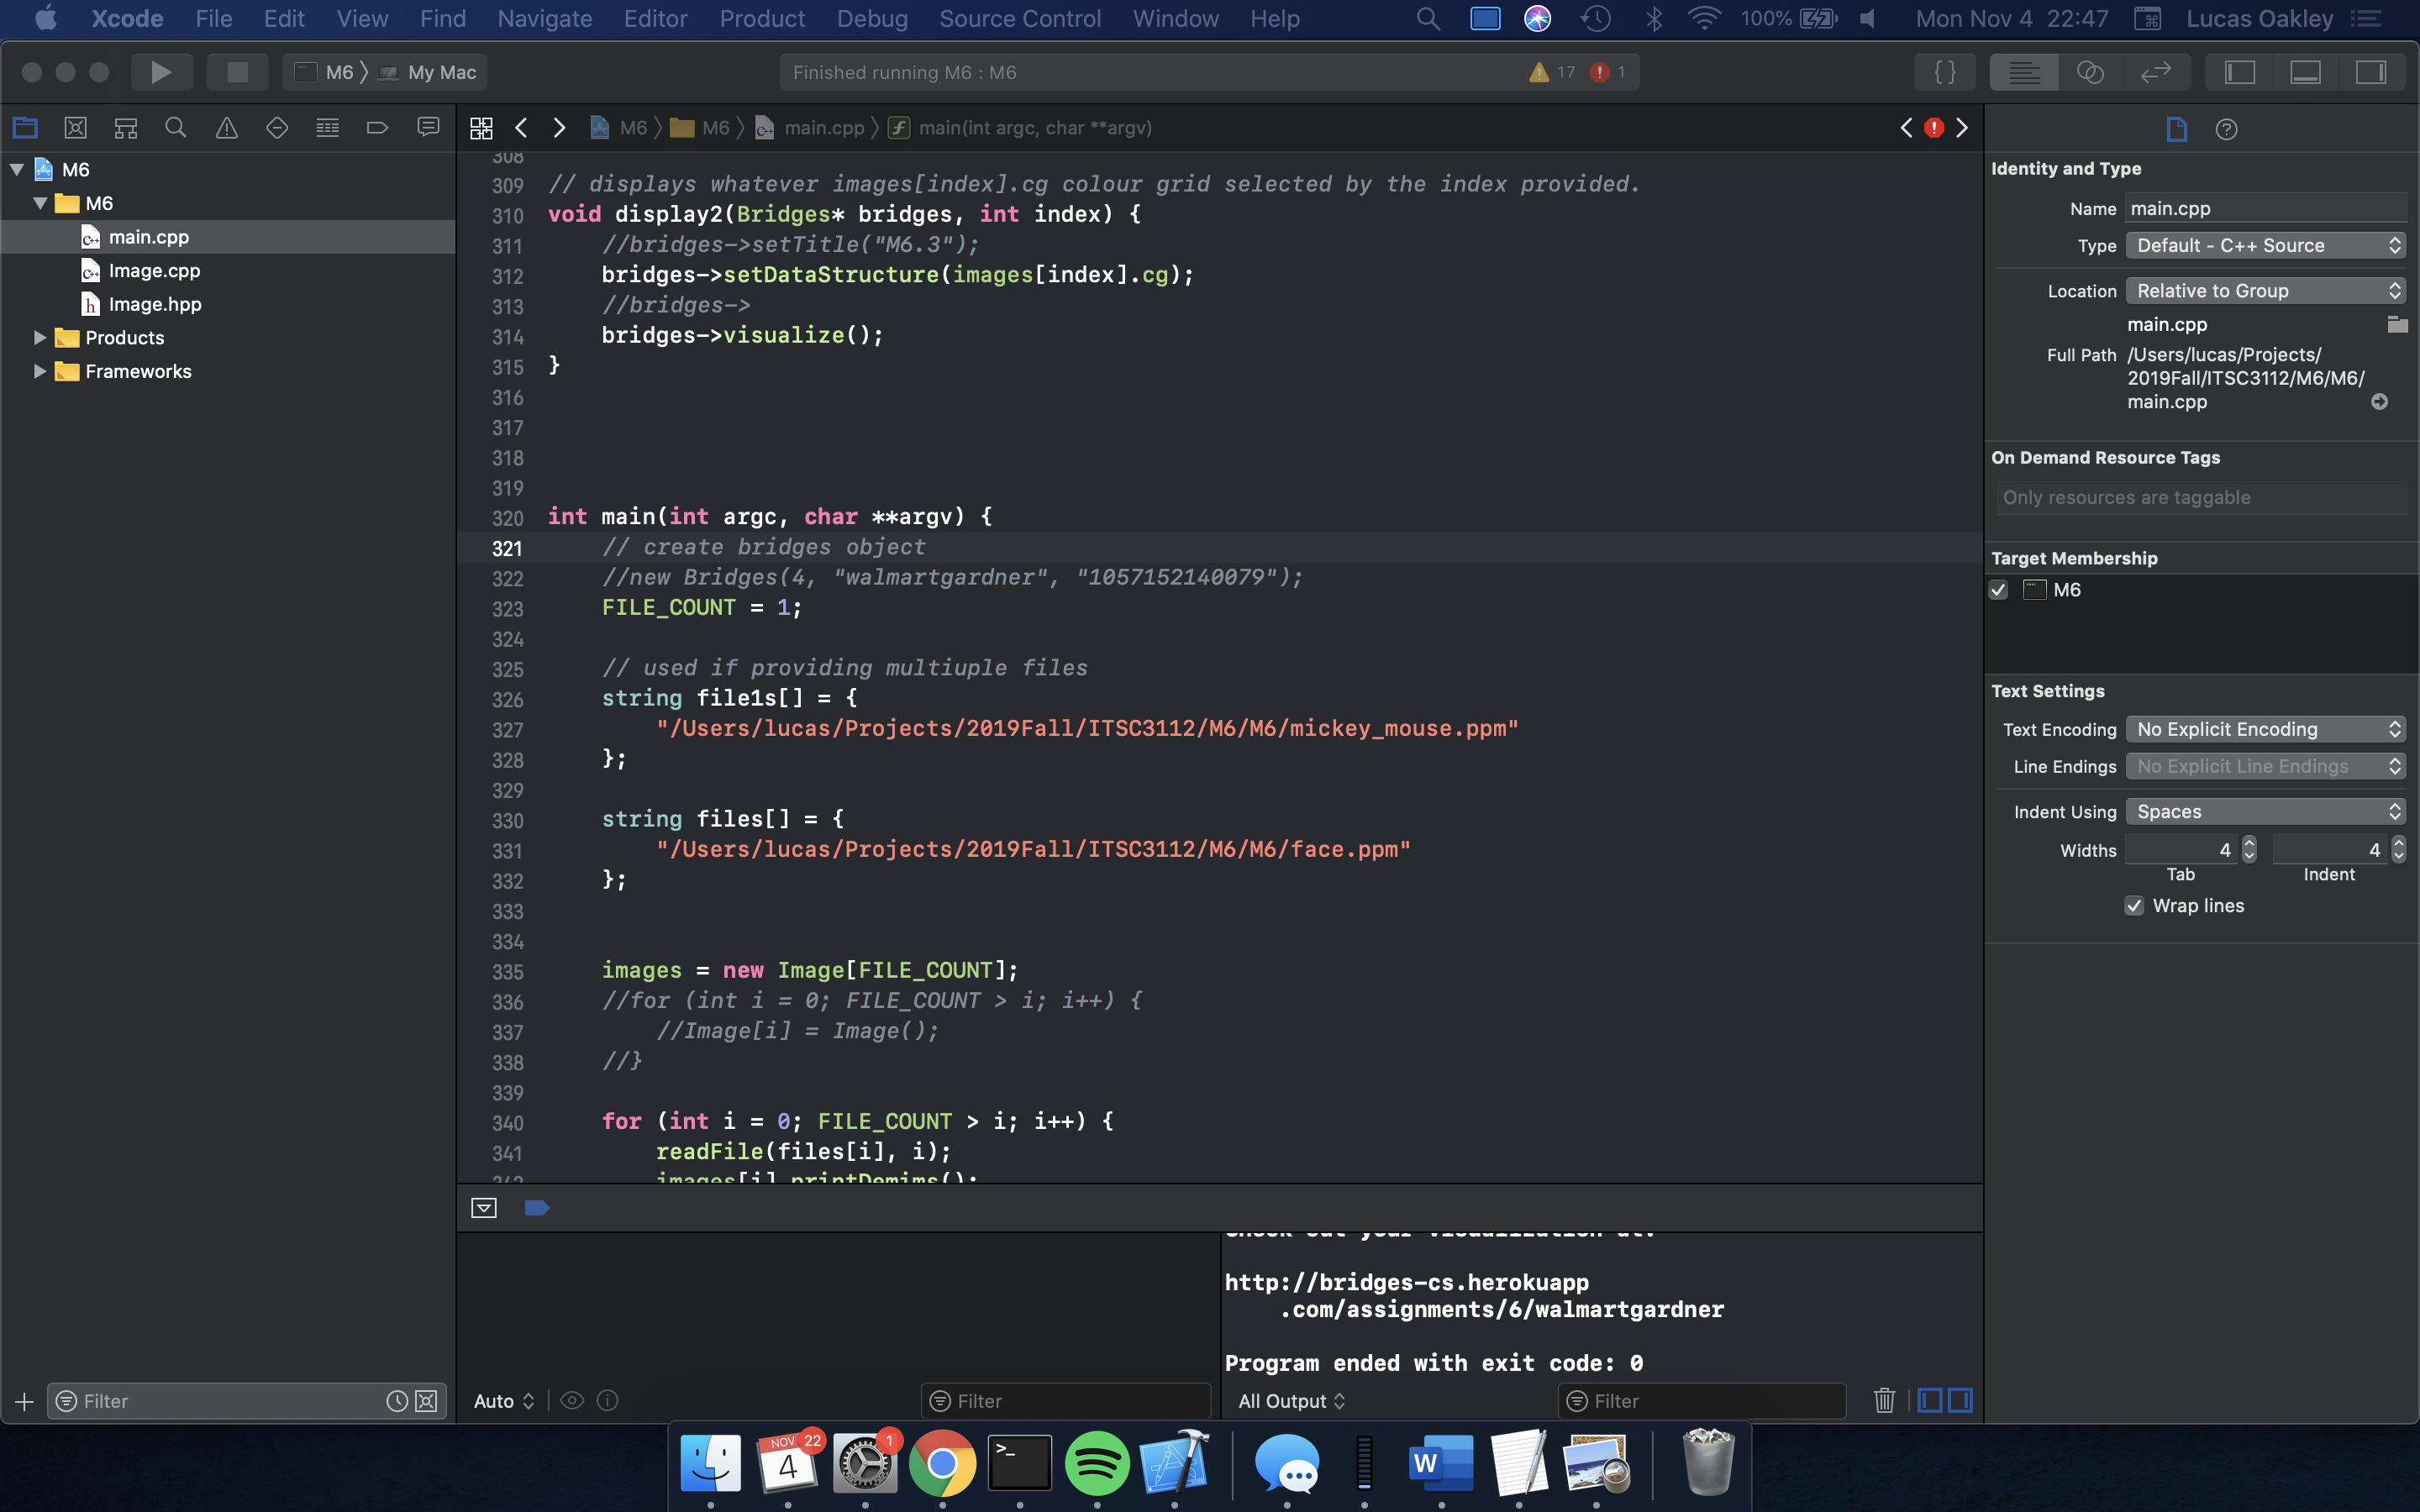 Xcode File Edit View Find Navigate Editor Product Debug Source Control Window Help 100% Mon Nov 4 22:47 Lucas Oakley
M6 My Mac Finished running M6 : M6 17 1
M6 M6 main.cpp main(int argc, char **argv)
M6
M6
main.cpp
Image.cpp
Image.hpp
Products
Frameworks
308
309 // displays whatever images[index].cg colour grid selected by the index provided.
310 void display2(Bridges* bridges, int index) {
311 //bridges->setTitle("M6.3");
312 bridges->setDataStructure(images[index].cg);
313 //bridges->
314 bridges->visualize();
315 }
316
317
318
319
320 int main(int argc, char **argv) {
321 // create bridges object
322 //new Bridges(4, "walmartgardner", "1057152140079");
323 FILE_COUNT = 1;
324
325 // used if providing multiuple files
326 string file1s[] = {
327 "/Users/lucas/Projects/2019Fall/ITSC3112/M6/M6/mickey_mouse.ppm"
328 };
329
330 string files[] = {
331 "/Users/lucas/Projects/2019Fall/ITSC3112/M6/M6/face.ppm"
332 };
333
334
335 images = new Image[FILE_COUNT];
336 //for (int i = 0; FILE_COUNT > i; i++) {
337 //Image[i] = Image();
338 //}
339
340 for (int i = 0; FILE_COUNT > i; i++) {
341 readFile(files[i], i);
342 images[i].printDemims();
Identity and Type
Name main.cpp
Type Default - C++ Source
Location Relative to Group
main.cpp
Full Path /Users/lucas/Projects/
2019Fall/ITSC3112/M6/M6/
main.cpp
On Demand Resource Tags
Only resources are taggable
Target Membership
M6
Text Settings
Text Encoding No Explicit Encoding
Line Endings No Explicit Line Endings
Indent Using Spaces
Widths 4 4
Tab Indent
Wrap lines
Check out your visualization at:
http://bridges-cs.herokuapp
.com/assignments/6/walmartgardner
Program ended with exit code: 0
Filter Auto Filter All Output Filter
NOV 22 1
4
>_
W